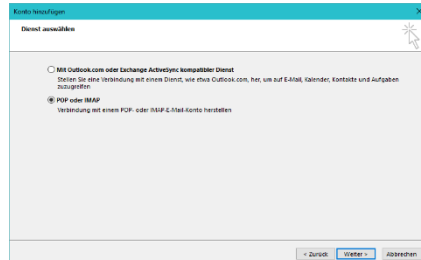 Konto hinzufügen
Dienst auswählen
Mit Outlook.com oder Exchange ActiveSync kompatibler Dienst
Stellen Sie eine Verbindung mit einem Dienst, wie etwa Outlook.com, her, um auf E-Mail, Kalender, Kontakte und Aufgaben
zuzugreifen
POP oder IMAP
Verbindung mit einem POP- oder IMAP-E-Mail-Konto herstellen
< Zurück Weiter > Abbrechen